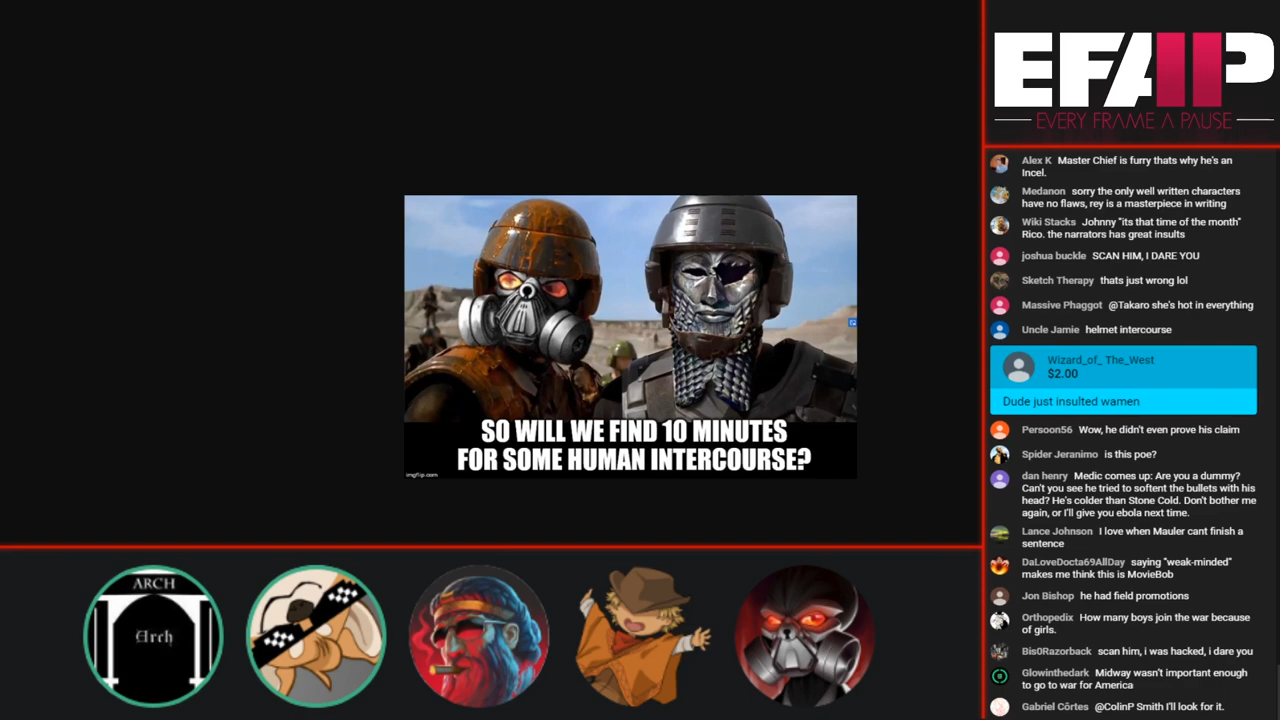 EFAP
EVERY FRAME A PAUSE
Alex K Master Chief is furry thats why he's an
Incel.
Medanon sorry the only well written characters
have no flaws, rey is a masterpiece in writing
Wiki Stacks Johnny "its that time of the month"
Rico. the narrators has great insults
joshua buckle SCAN HIM, I DARE YOU
Sketch Therapy thats just wrong lol
Massive Phaggot @Takaro she's hot in everything
Uncle Jamie helmet intercourse
Wizard_of_ The_West
$2.00
Dude just insulted wamen
Persoon56 Wow, he didn't even prove his claim
Spider Jeranimo is this poe?
dan henry Medic comes up: Are you a dummy?
Can't you see he tried to softent the bullets with his
head? He's colder than Stone Cold. Don't bother me
again, or I'll give you ebola next time.
Lance Johnson I love when Mauler cant finish a
sentence
DaLoveDocta69AllDay saying "weak-minded"
makes me think this is MovieBob
Jon Bishop he had field promotions
Orthopedix How many boys join the war because
of girls.
Bis0Razorback scan him, i was hacked, i dare you
Glowinthedark Midway wasn't important enough
to go to war for America
Gabriel Côrtes @ColinP Smith I'll look for it.
SO WILL WE FIND 10 MINUTES
FOR SOME HUMAN INTERCOURSE?
imgflip.com
ARCH
Arch